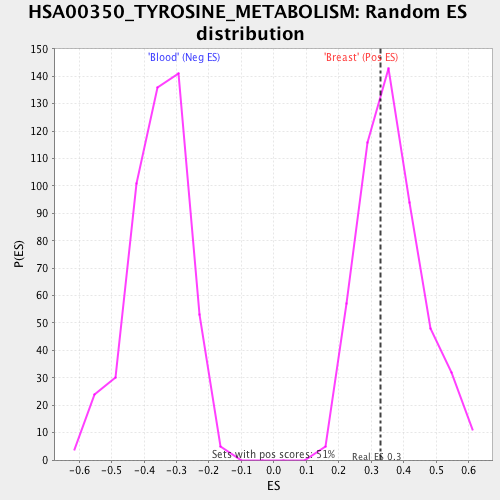 HSA00350_TYROSINE_METABOLISM: Random ES
distribution
'Blood' (Neg ES)
'Breast' (Pos ES)
150
140
130
120
110
100
90
80
70
60
50
40
30
20
10
0
P(ES)
Sets with pos scores: 51%
Real ES 0.3
-0.6 -0.5 -0.4 -0.3 -0.2 -0.1 0.0 0.1 0.2 0.3 0.4 0.5 0.6
ES